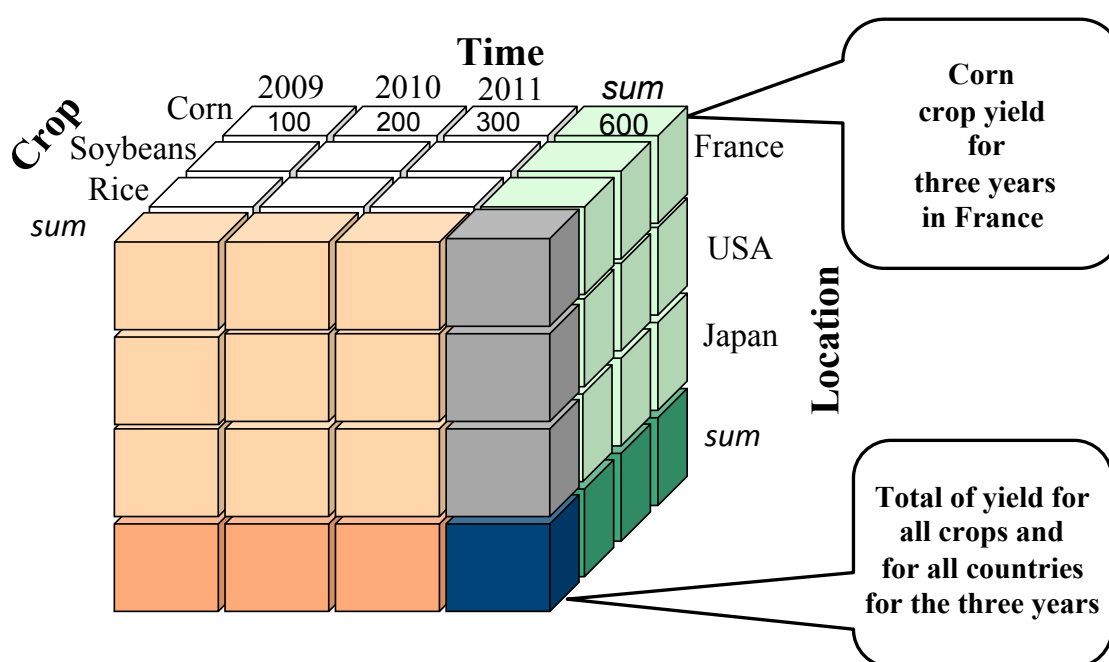 Time
2009 2010 2011 sum
Crop
Corn 100 200 300 600
Soybeans
Rice
sum
France
USA
Japan
sum
Location
Corn
crop yield
for
three years
in France
Total of yield for
all crops and
for all countries
for the three years